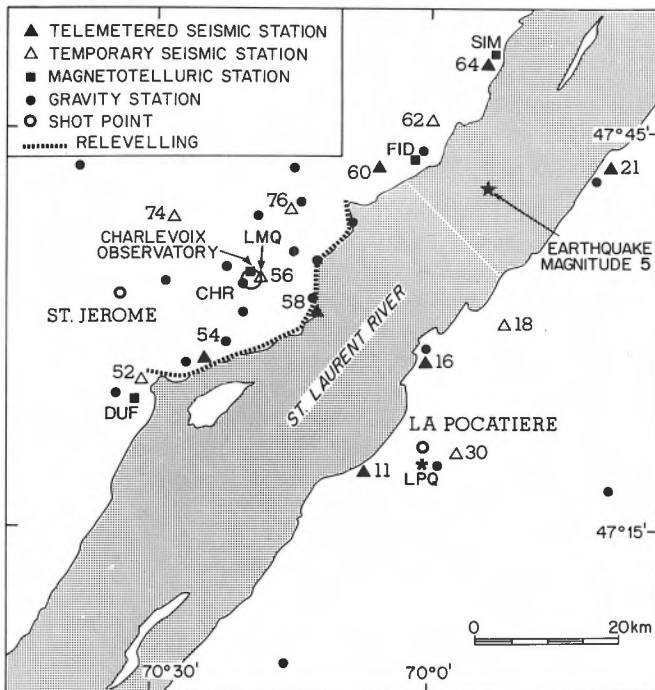 TELEMETERED SEISMIC STATION
TEMPORARY SEISMIC STATION
MAGNETOTELLURIC STATION
GRAVITY STATION
SHOT POINT
RELEVELLING
SIM
64
62
47°45'
FID
60
21
76
74
CHARLEVOIX
OBSERVATORY
LMQ
EARTHQUAKE
MAGNITUDE 5
56
CHR
58
ST. JEROME
ST. LAURENT RIVER
18
54
16
52
DUF
LA POCATIERE
30
11
LPQ
47°15'
0
20km
70°30'
70°0'